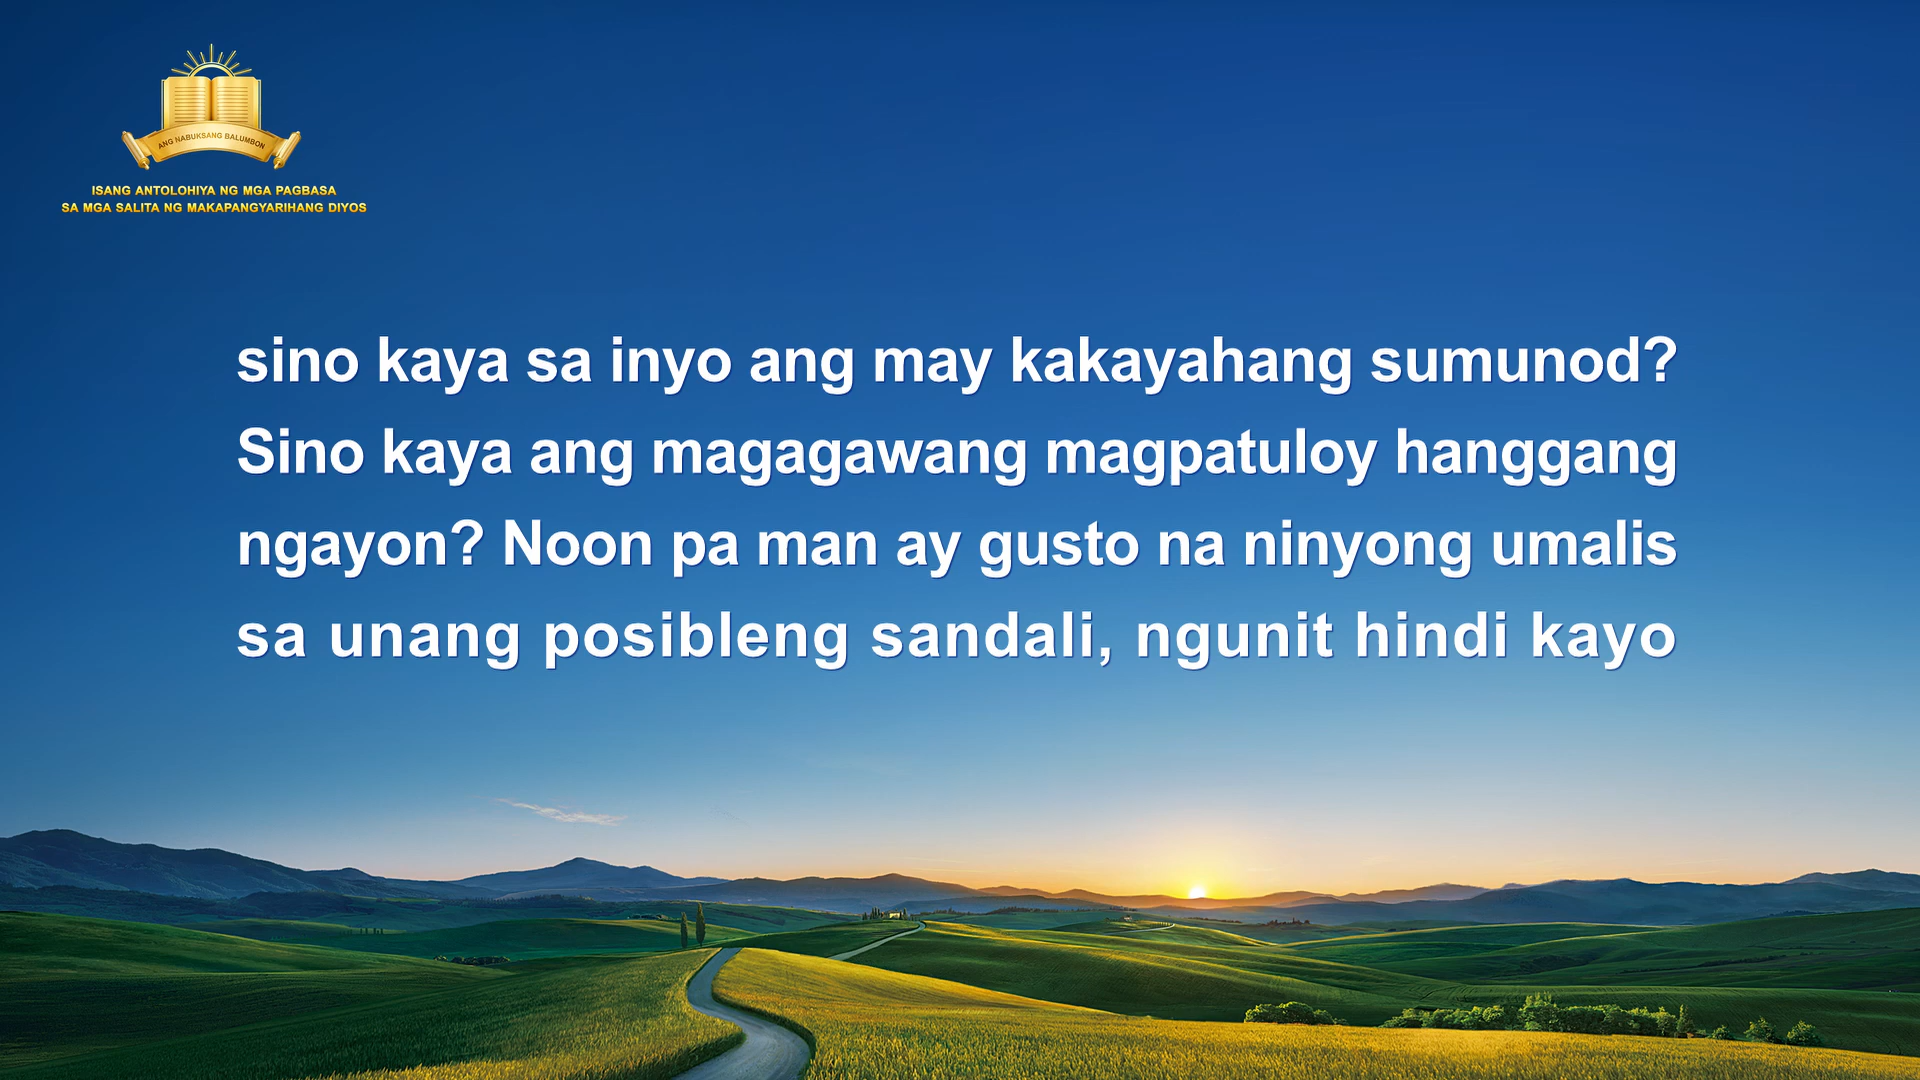 ANG NABUKSANG BALUMBON
ISANG ANTOLOHIYA NG MGA PAGBASA
SA MGA SALITA NG MAKAPANGYARIHANG DIYOS
sino kaya sa inyo ang may kakayahang sumunod?
Sino kaya ang magagawang magpatuloy hanggang
ngayon? Noon pa man ay gusto na ninyong umalis
sa unang posibleng sandali, ngunit hindi kayo